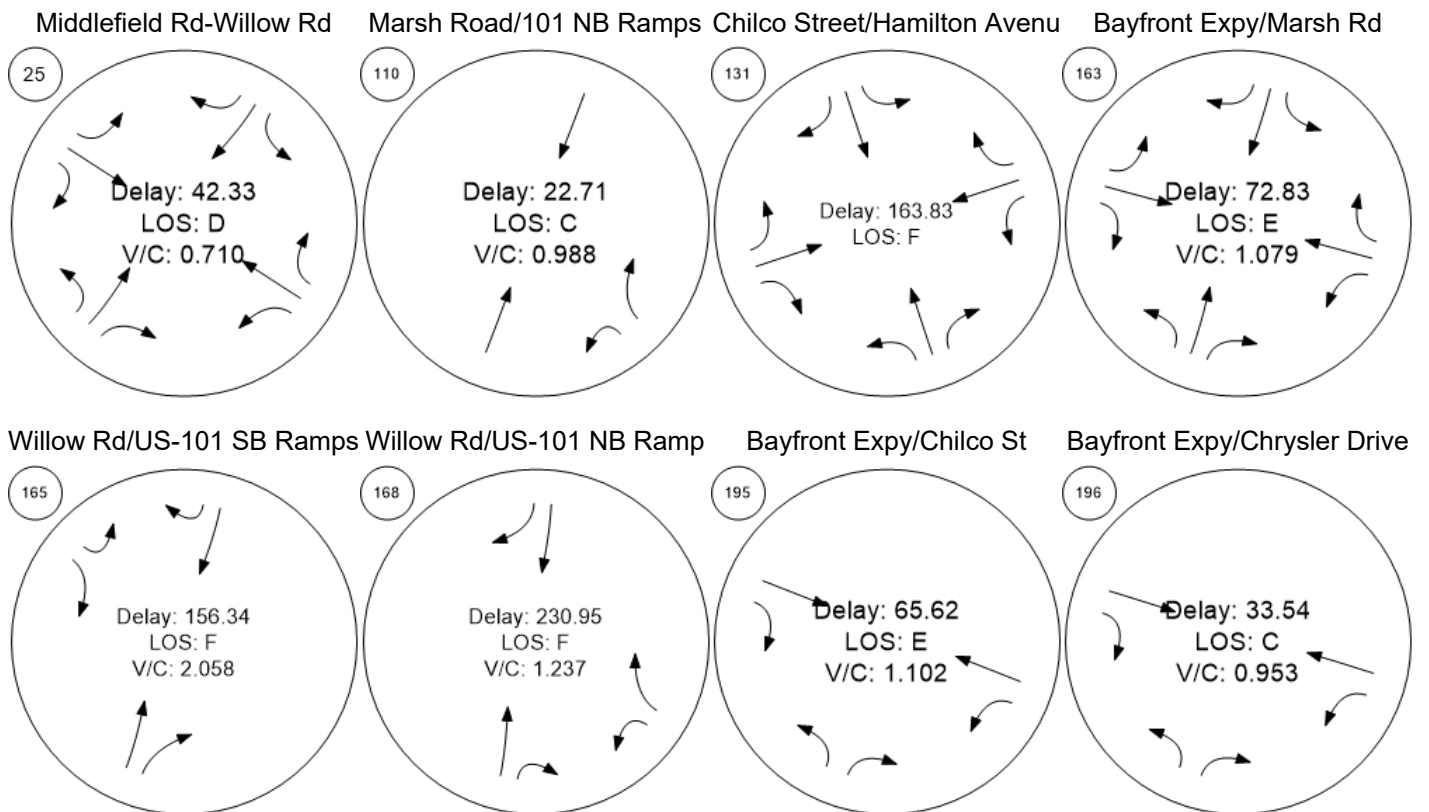 Middlefield Rd-Willow Rd
25
Delay: 42.33
LOS: D
V/C: 0.710
Marsh Road/101 NB Ramps
110
Delay: 22.71
LOS: C
V/C: 0.988
Chilco Street/Hamilton Avenu
131
Delay: 163.83
LOS: F
Bayfront Expy/Marsh Rd
163
Delay: 72.83
LOS: E
V/C: 1.079
Willow Rd/US-101 SB Ramps
165
Delay: 156.34
LOS: F
V/C: 2.058
Willow Rd/US-101 NB Ramp
168
Delay: 230.95
LOS: F
V/C: 1.237
Bayfront Expy/Chilco St
195
Delay: 65.62
LOS: E
V/C: 1.102
Bayfront Expy/Chrysler Drive
196
Delay: 33.54
LOS: C
V/C: 0.953